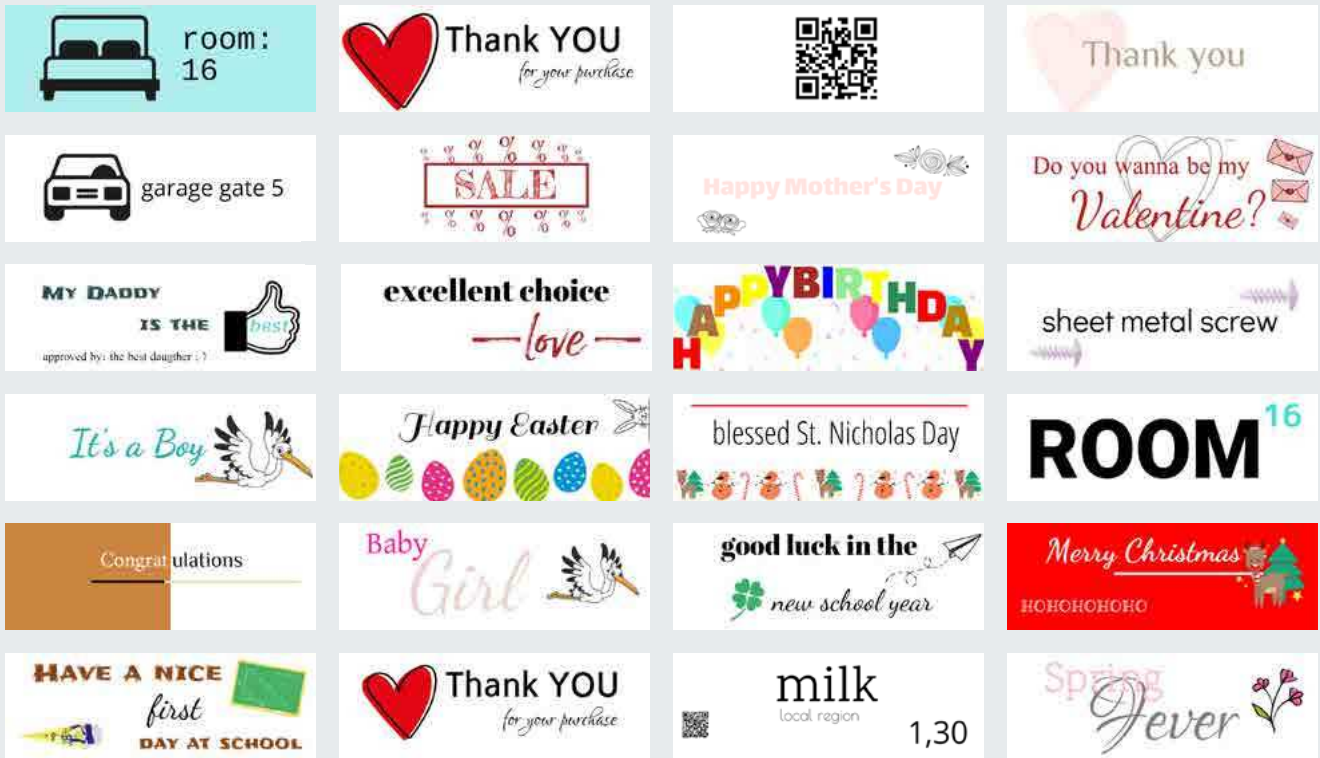 room:
16
Thank YOU
for your purchase
Thank you
garage gate 5
% % % % % % % %
SALE
% % % % % % % %
Happy Mother's Day
Do you wanna be my
Valentine?
MY DADDY
IS THE best
approved by: the best daugther : )
excellent choice
love
HAPPYBIRTHDAY
sheet metal screw
It's a Boy
Happy Easter
blessed St. Nicholas Day
ROOM 16
Congratulations
Baby
Girl
good luck in the
new school year
Merry Christmas
HOHOHOHOHO
HAVE A NICE
first
DAY AT SCHOOL
Thank YOU
for your purchase
milk
local region
1,30
Spring
Fever